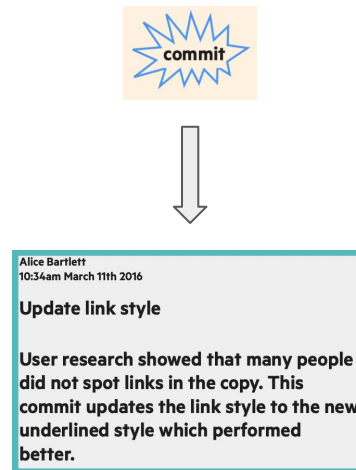 commit
Alice Bartlett
10:34am March 11th 2016
Update link style
User research showed that many people
did not spot links in the copy. This
commit updates the link style to the new
underlined style which performed
better.